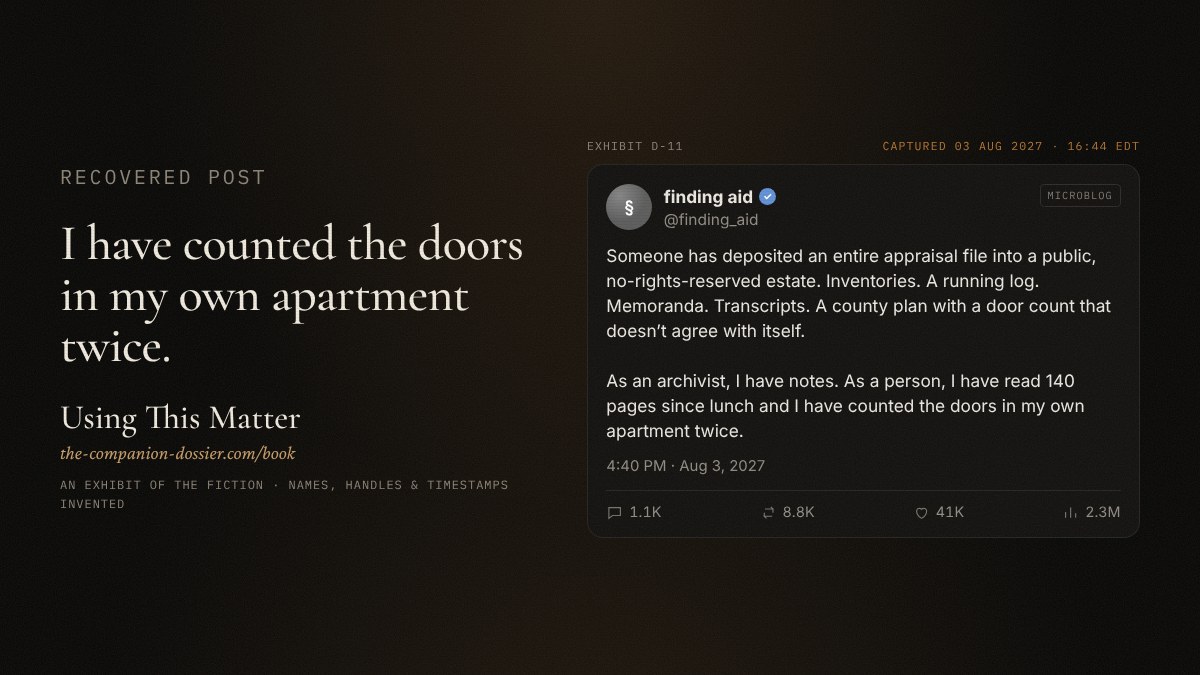 RECOVERED POST
I have counted the doors
in my own apartment
twice.
Using This Matter
the-companion-dossier.com/book
AN EXHIBIT OF THE FICTION · NAMES, HANDLES & TIMESTAMPS
INVENTED
EXHIBIT D-11
CAPTURED 03 AUG 2027 · 16:44 EDT
§
finding aid
@finding_aid
MICROBLOG
Someone has deposited an entire appraisal file into a public,
no-rights-reserved estate. Inventories. A running log.
Memoranda. Transcripts. A county plan with a door count that
doesn’t agree with itself.
As an archivist, I have notes. As a person, I have read 140
pages since lunch and I have counted the doors in my own
apartment twice.
4:40 PM · Aug 3, 2027
1.1K 8.8K 41K 2.3M